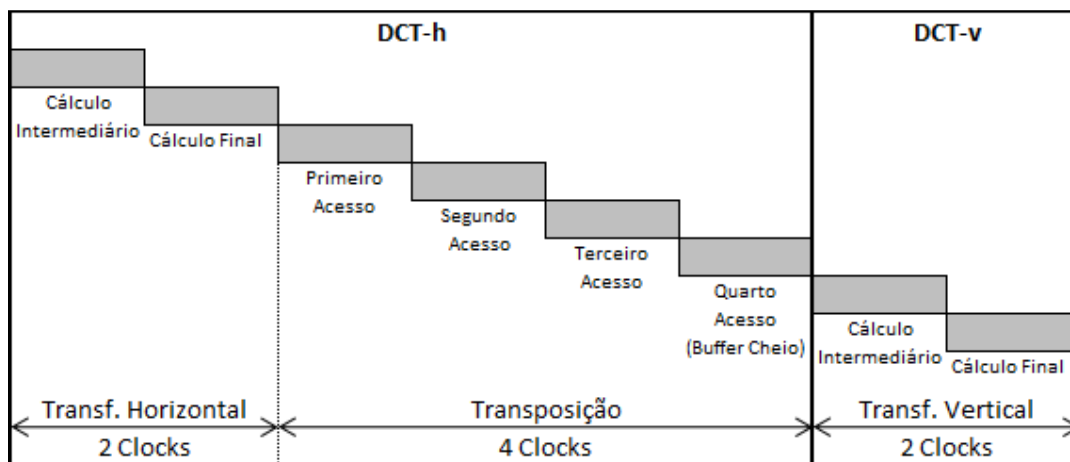 DCT-h
DCT-v
Cálculo
Intermediário
Cálculo Final
Primeiro
Acesso
Segundo
Acesso
Terceiro
Acesso
Quarto
Acesso
(Buffer Cheio)
Cálculo
Intermediário
Cálculo Final
Transf. Horizontal
Transposição
Transf. Vertical
2 Clocks
4 Clocks
2 Clocks